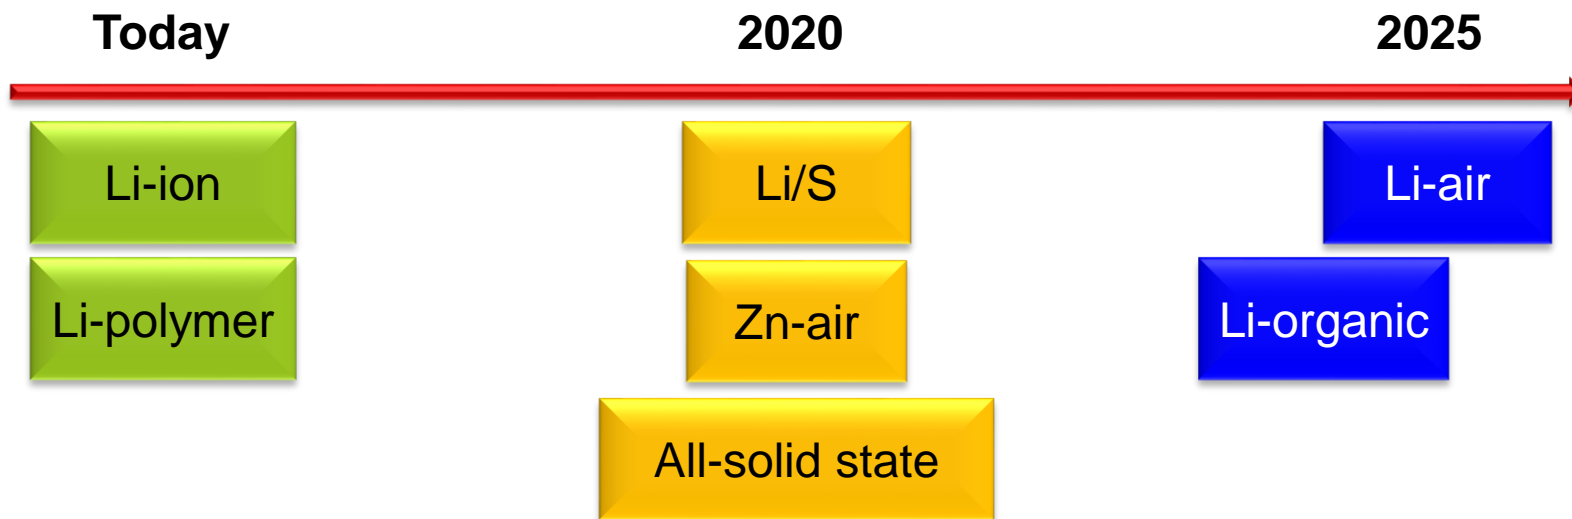 Today
2020
2025
Li-ion
Li/S
Li-air
Li-polymer
Zn-air
Li-organic
All-solid state